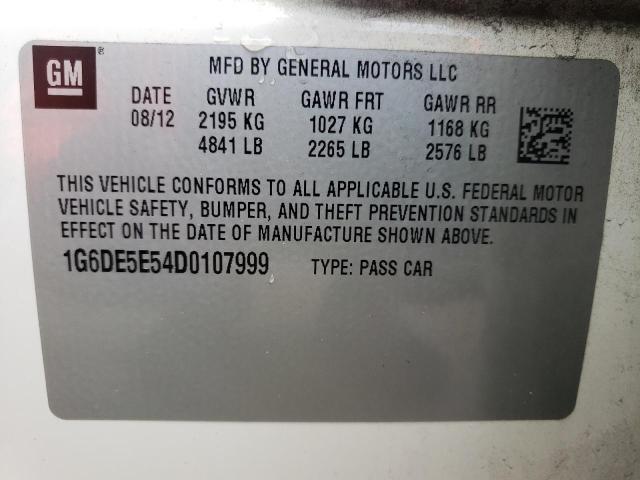 GM ®
MFD BY GENERAL MOTORS LLC
DATE GVWR GAWR FRT GAWR RR
08/12 2195 KG 1027 KG 1168 KG
4841 LB 2265 LB 2576 LB
THIS VEHICLE CONFORMS TO ALL APPLICABLE U.S. FEDERAL MOTOR
VEHICLE SAFETY, BUMPER, AND THEFT PREVENTION STANDARDS IN
EFFECT ON THE DATE OF MANUFACTURE SHOWN ABOVE.
1G6DE5E54D0107999 TYPE: PASS CAR